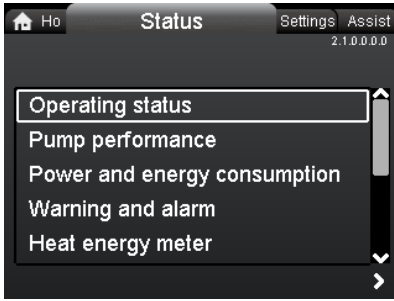 Ho Status Settings Assist
2.1.0.0.0.0
Operating status
Pump performance
Power and energy consumption
Warning and alarm
Heat energy meter